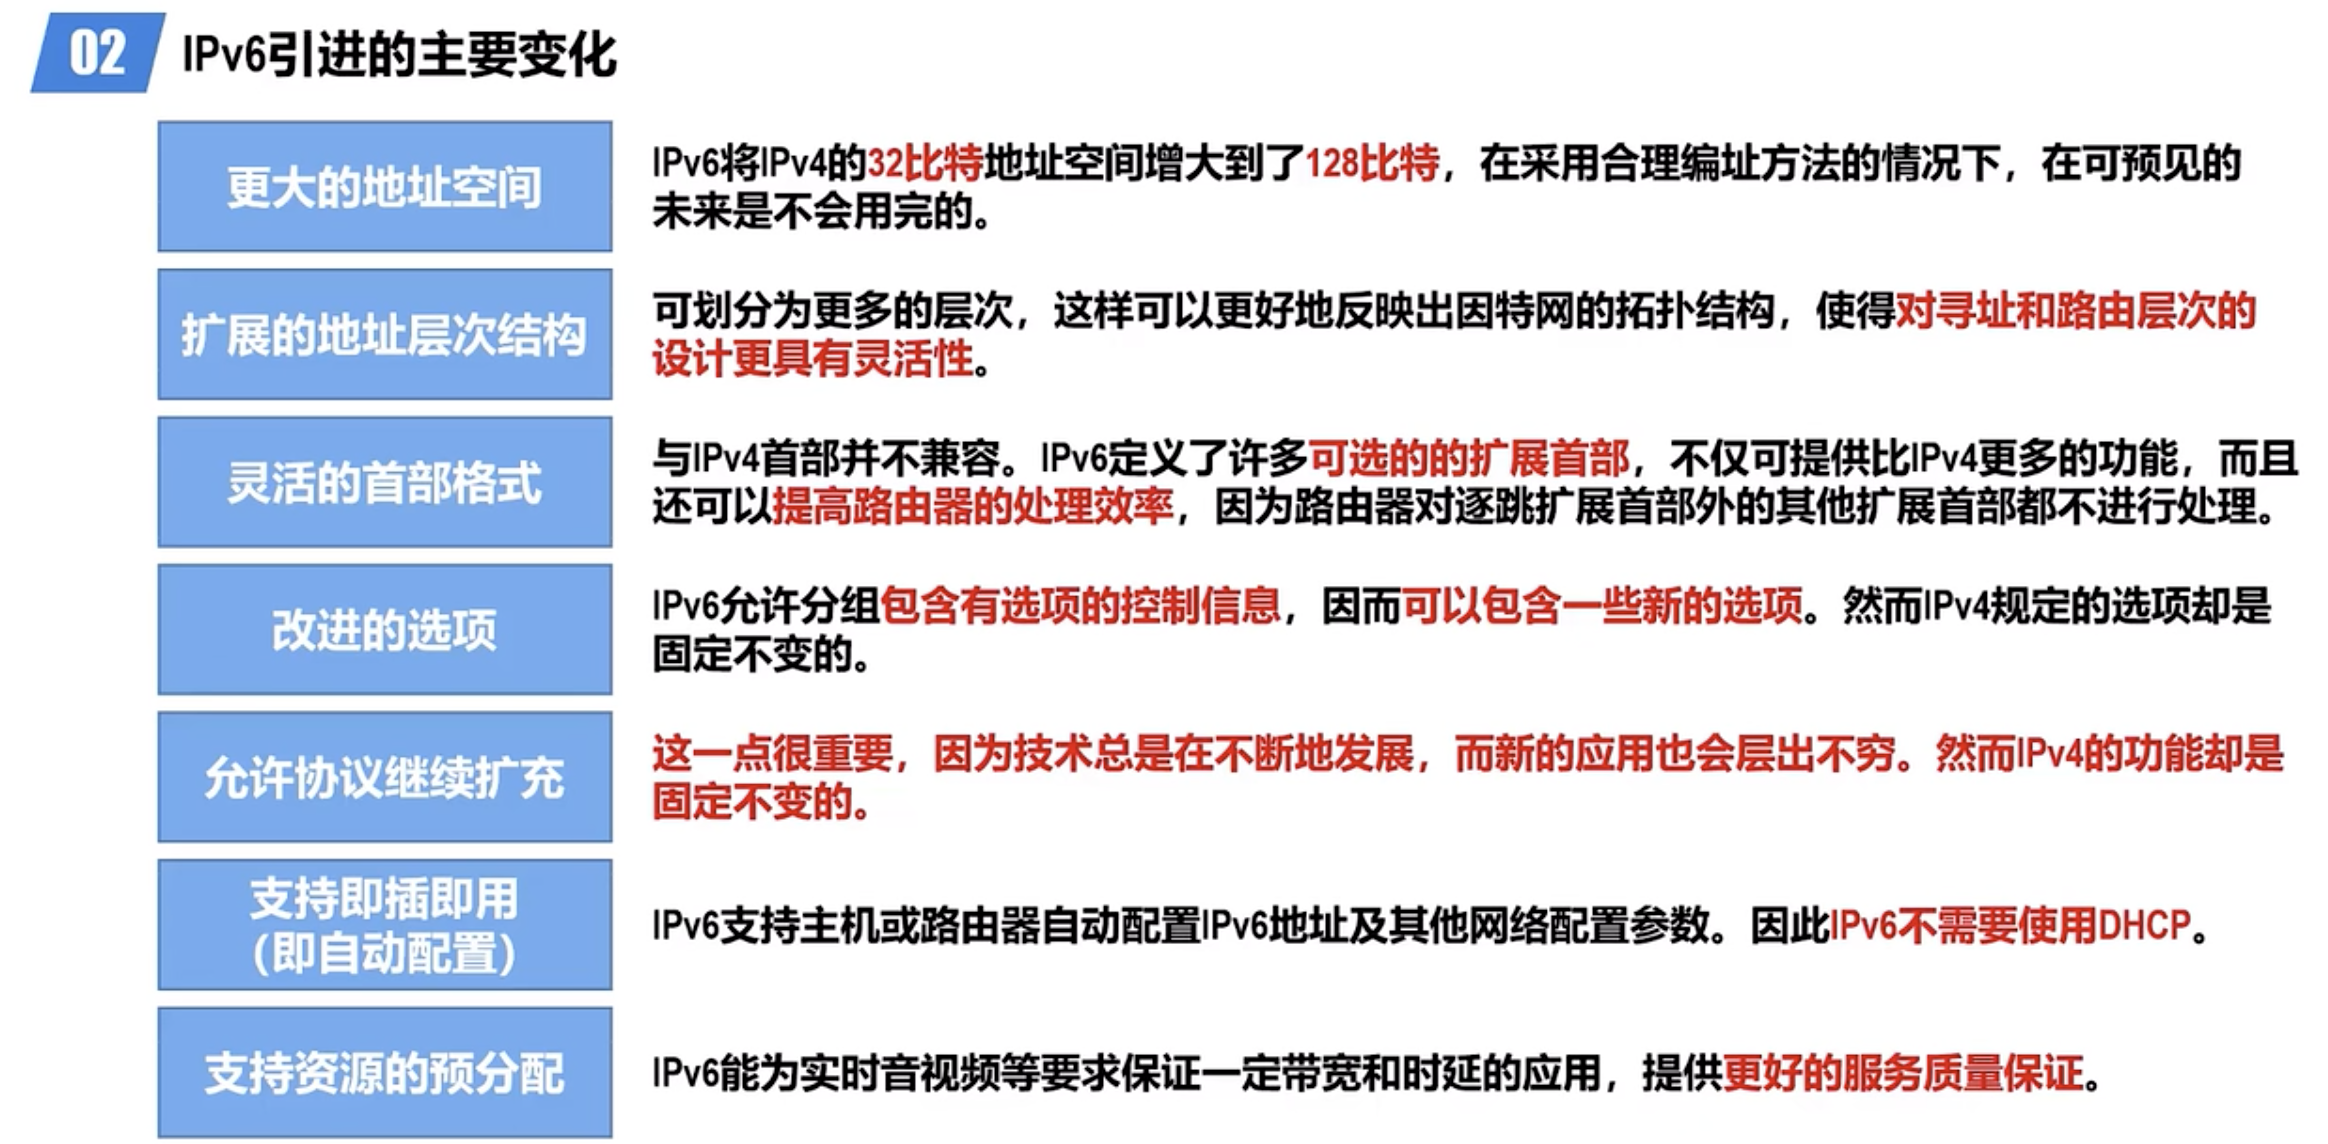 02 IPv6引进的主要变化
更大的地址空间
IPv6将IPv4的32比特地址空间增大到了128比特，在采用合理编址方法的情况下，在可预见的
未来是不会用完的。
扩展的地址层次结构
可划分为更多的层次，这样可以更好地反映出因特网的拓扑结构，使得对寻址和路由层次的
设计更具有灵活性。
灵活的首部格式
与IPv4首部并不兼容。IPv6定义了许多可选的的扩展首部，不仅可提供比IPv4更多的功能，而且
还可以提高路由器的处理效率，因为路由器对逐跳扩展首部外的其他扩展首部都不进行处理。
改进的选项
IPv6允许分组包含有选项的控制信息，因而可以包含一些新的选项。然而IPv4规定的选项却是
固定不变的。
允许协议继续扩充
这一点很重要，因为技术总是在不断地发展，而新的应用也会层出不穷。然而IPv4的功能却是
固定不变的。
支持即插即用
（即自动配置）
IPv6支持主机或路由器自动配置IPv6地址及其他网络配置参数。因此IPv6不需要使用DHCP。
支持资源的预分配
IPv6能为实时音视频等要求保证一定带宽和时延的应用，提供更好的服务质量保证。